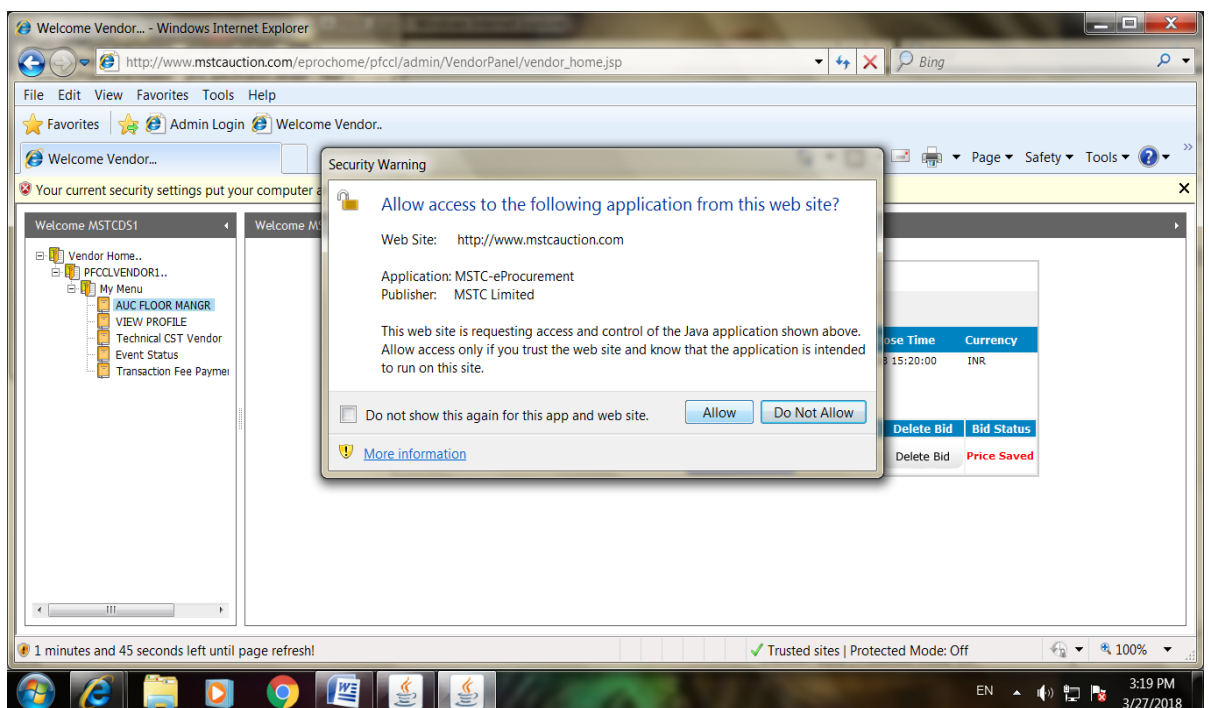 Welcome Vendor... - Windows Internet Explorer
http://www.mstcauction.com/eprochome/pfccl/admin/VendorPanel/vendor_home.jsp
Bing
File Edit View Favorites Tools Help
Favorites Admin Login Welcome Vendor..
Welcome Vendor...
Page Safety Tools
Your current security settings put your computer
Security Warning
Allow access to the following application from this web site?
Web Site: http://www.mstcauction.com
Application: MSTC-eProcurement
Publisher: MSTC Limited
This web site is requesting access and control of the Java application shown above.
Allow access only if you trust the web site and know that the application is intended
to run on this site.
Do not show this again for this app and web site.
Allow Do Not Allow
More information
Welcome MSTCDS1
Welcome
Vendor Home..
PFCCLVENDOR1..
My Menu
AUC FLOOR MANGR
VIEW PROFILE
Technical CST Vendor
Event Status
Transaction Fee Paymer
ose Time Currency
15:20:00 INR
Delete Bid Bid Status
Delete Bid Price Saved
1 minutes and 45 seconds left until page refresh!
Trusted sites | Protected Mode: Off
100%
EN
3:19 PM
3/27/2018